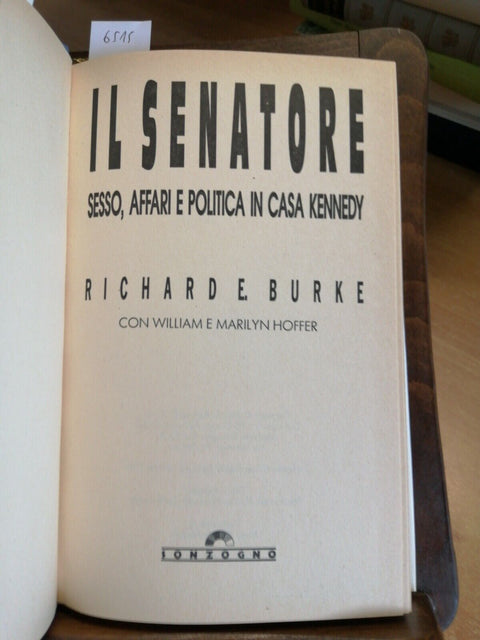 6515
IL SENATORE
SESSO, AFFARI E POLITICA IN CASA KENNEDY
RICHARD E. BURKE
CON WILLIAM E MARILYN HOFFER
SONZOGNO